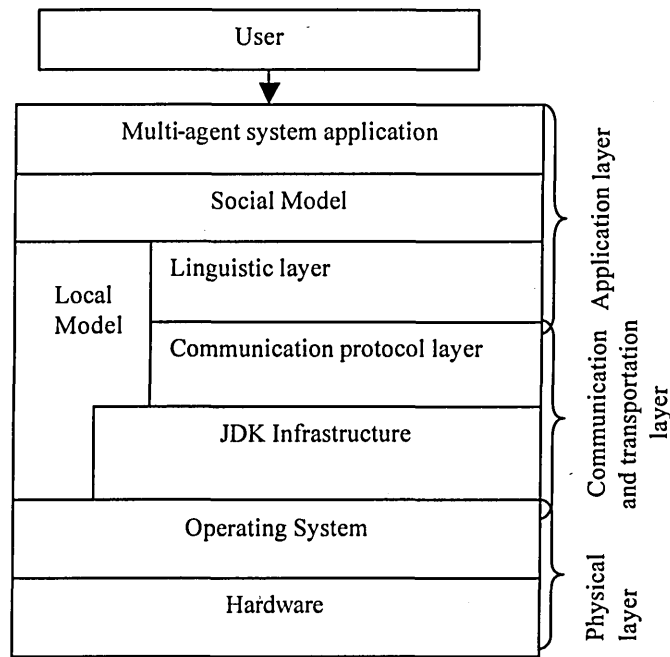 User
Multi-agent system application
Social Model
Linguistic layer
Local
Model
Communication protocol layer
JDK Infrastructure
Operating System
Hardware
Application layer
Communication
and transportation
layer
Physical
layer